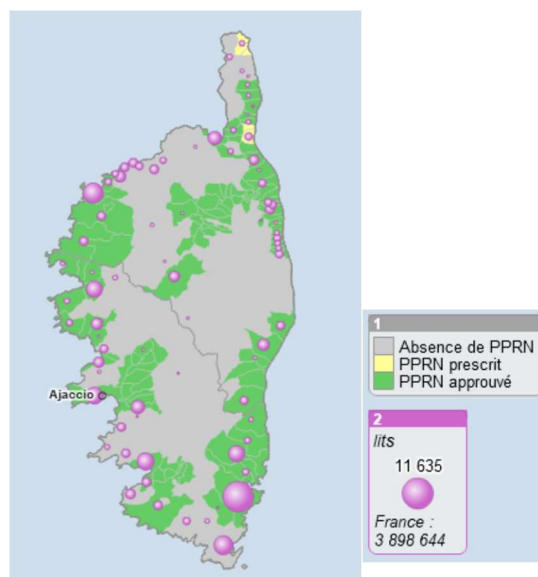 Ajaccio
1
Absence de PPRN
PPRN prescrit
PPRN approuvé
2
lits
11 635
France :
3 898 644